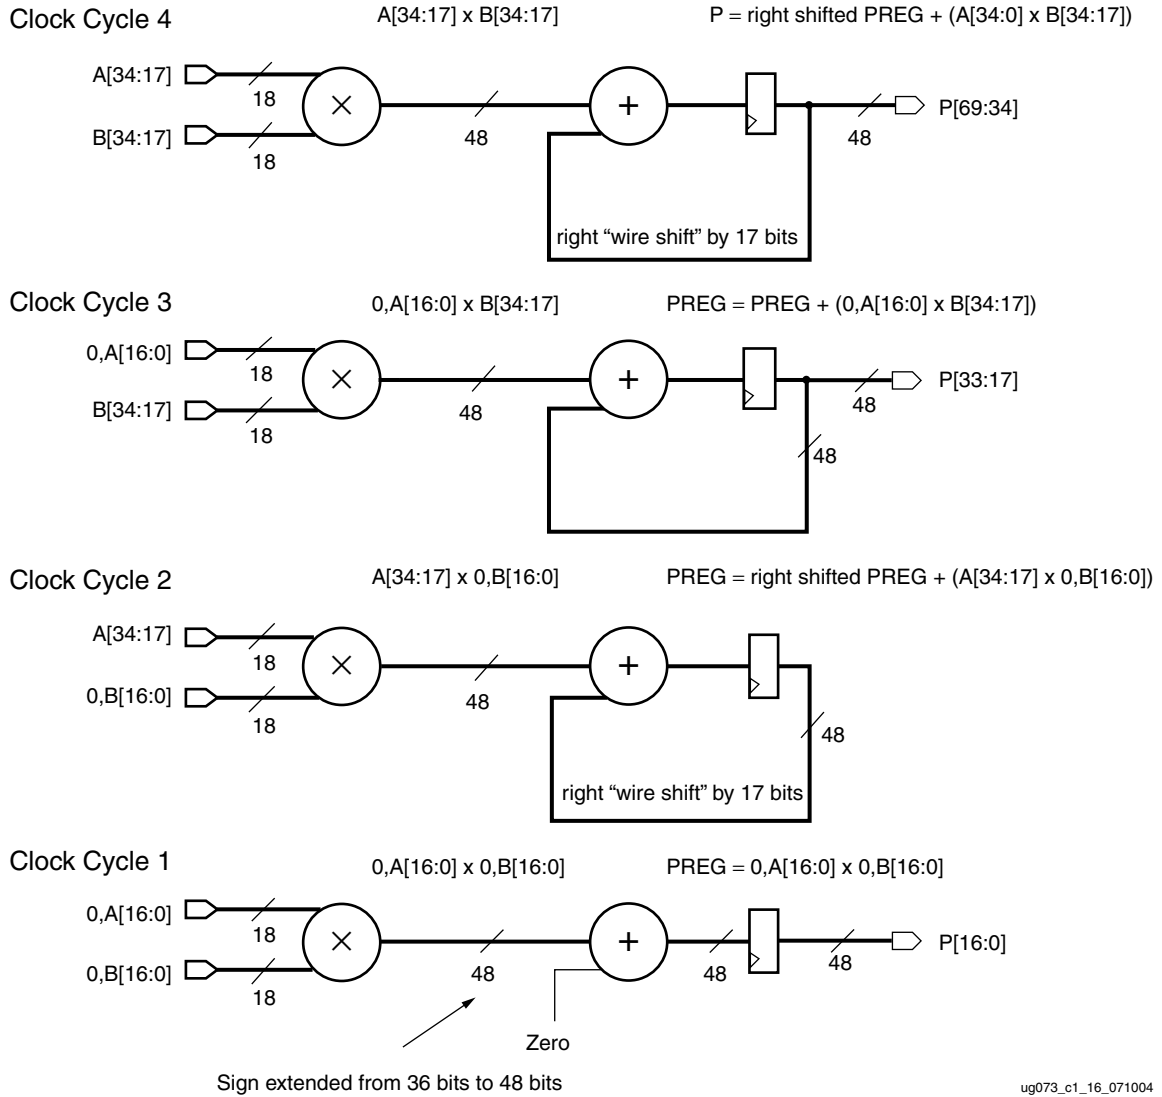 Clock Cycle 4
A[34:17] x B[34:17]
P = right shifted PREG + (A[34:0] x B[34:17])
A[34:17]
18
B[34:17]
18
×
48
+
48
P[69:34]
right “wire shift” by 17 bits
Clock Cycle 3
0,A[16:0] x B[34:17]
PREG = PREG + (0,A[16:0] x B[34:17])
0,A[16:0]
18
B[34:17]
18
×
48
+
48
P[33:17]
48
Clock Cycle 2
A[34:17] x 0,B[16:0]
PREG = right shifted PREG + (A[34:17] x 0,B[16:0])
A[34:17]
18
0,B[16:0]
18
×
48
+
48
right “wire shift” by 17 bits
Clock Cycle 1
0,A[16:0] x 0,B[16:0]
PREG = 0,A[16:0] x 0,B[16:0]
0,A[16:0]
18
0,B[16:0]
18
×
48
+
48
48
P[16:0]
Zero
Sign extended from 36 bits to 48 bits
ug073_c1_16_071004